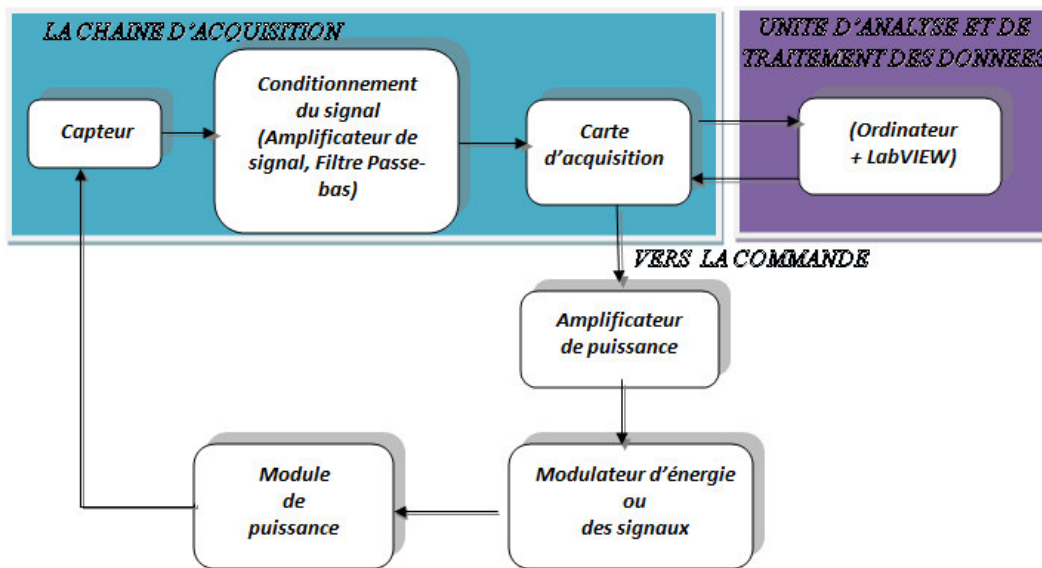 LA CHAINE D'ACQUISITION
UNITE D'ANALYSE ET DE
TRAITEMENT DES DONNEES
Capteur
Conditionnement
du signal
(Amplificateur de
signal, Filtre Passe-
bas)
Carte
d'acquisition
(Ordinateur
+ LabVIEW)
VERS LA COMMANDE
Amplificateur
de puissance
Modulateur d'énergie
ou
des signaux
Module
de
puissance